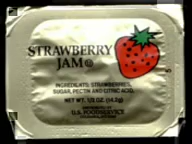 STRAWBERRY
JAM
INGREDIENTS: STRAWBERRIES,
SUGAR, PECTIN AND CITRIC ACID.
NET WT. 1/2 OZ. (14.2g)
U.S. FOODSERVICE